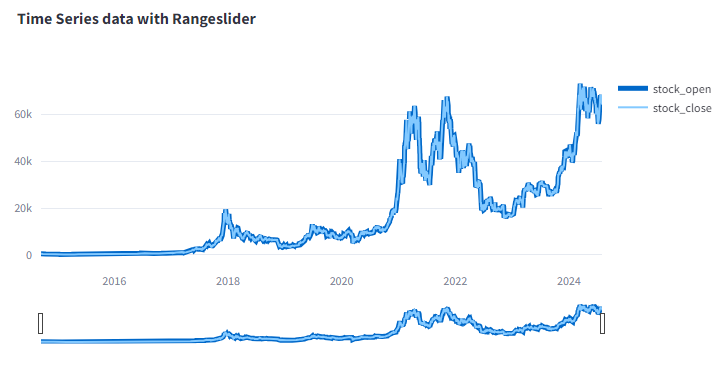 Time Series data with Rangeslider
stock_open
stock_close
60k
40k
20k
0
2016 2018 2020 2022 2024